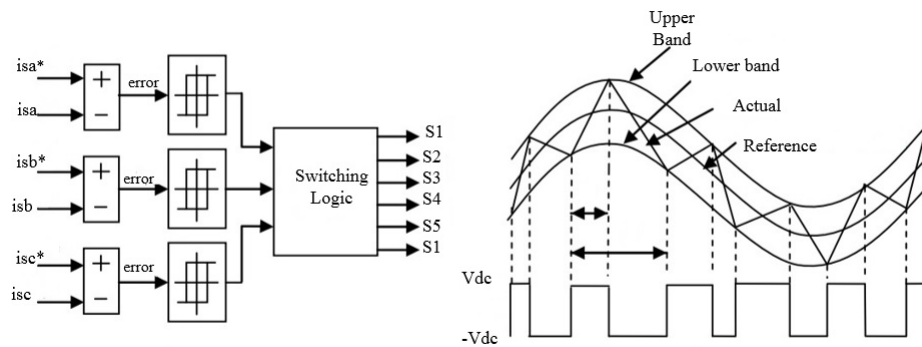 isa*
+
error
isa
−
isb*
+
error
isb
−
isc*
+
error
isc
−
Switching
Logic
S1
S2
S3
S4
S5
S1
Upper
Band
Lower band
Actual
Reference
Vdc
-Vdc